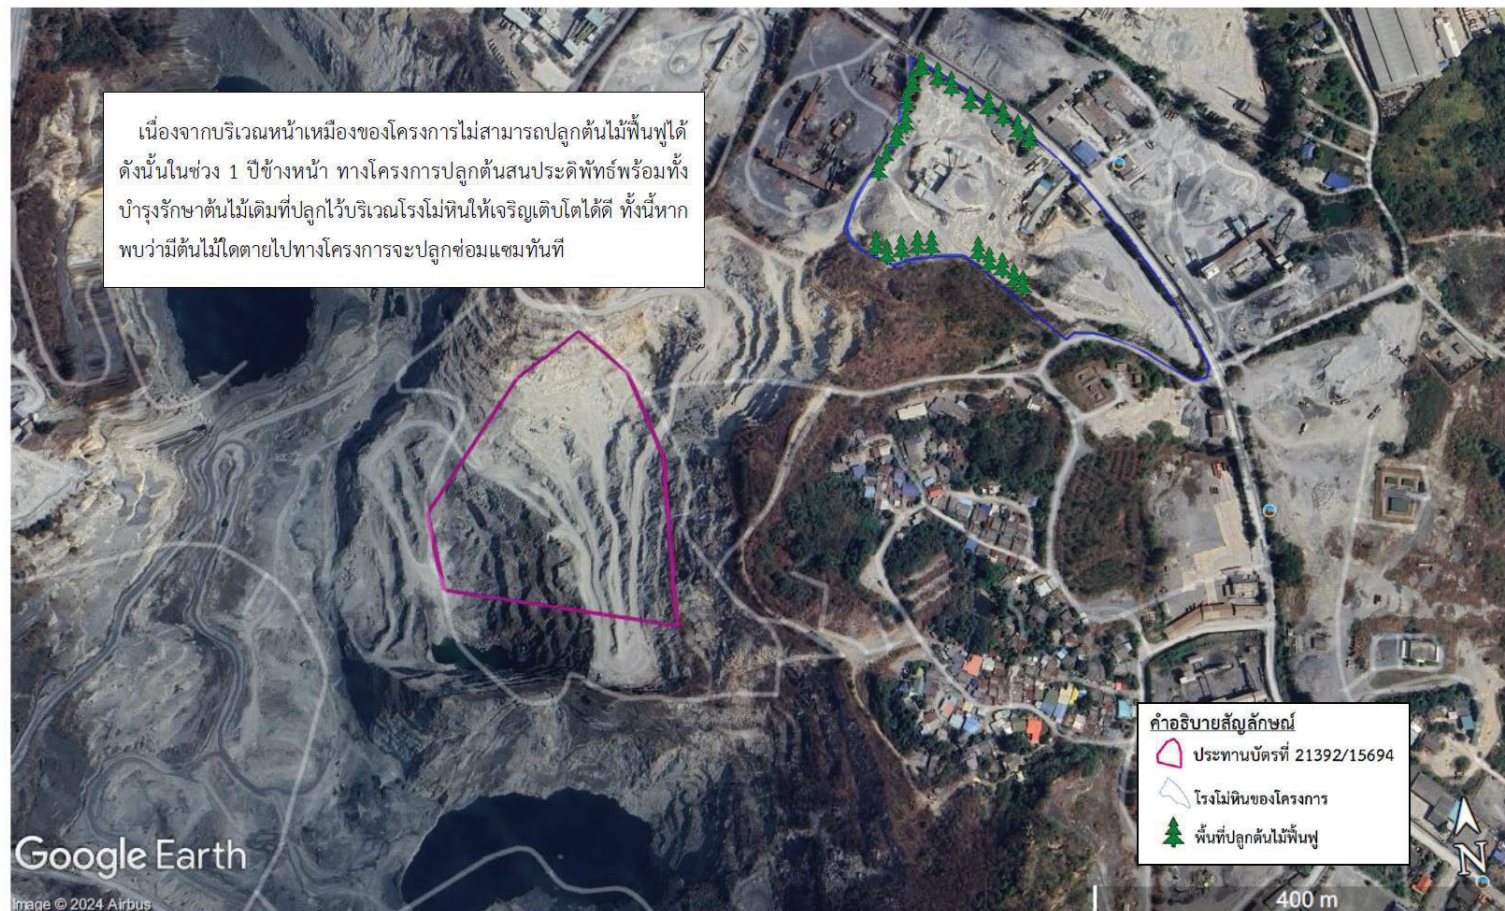 เนื่องจากบริเวณหน้าเหมืองของโครงการไม่สามารถปลูกต้นไม้ฟื้นฟูได้
ดังนั้นในช่วง 1 ปีข้างหน้า ทางโครงการปลูกต้นสนประดิพัทธ์พร้อมทั้ง
บำรุงรักษาต้นไม้เดิมที่ปลูกไว้บริเวณโรงโม่หินให้เจริญเติบโตได้ดี ทั้งนี้หาก
พบว่ามีต้นไม้ใดตายไปทางโครงการจะปลูกซ่อมแซมทันที
คำอธิบายสัญลักษณ์
ประทานบัตรที่ 21392/15694
โรงโม่หินของโครงการ
พื้นที่ปลูกต้นไม้ฟื้นฟู
N
Google Earth
400 m
Image © 2024 Airbus